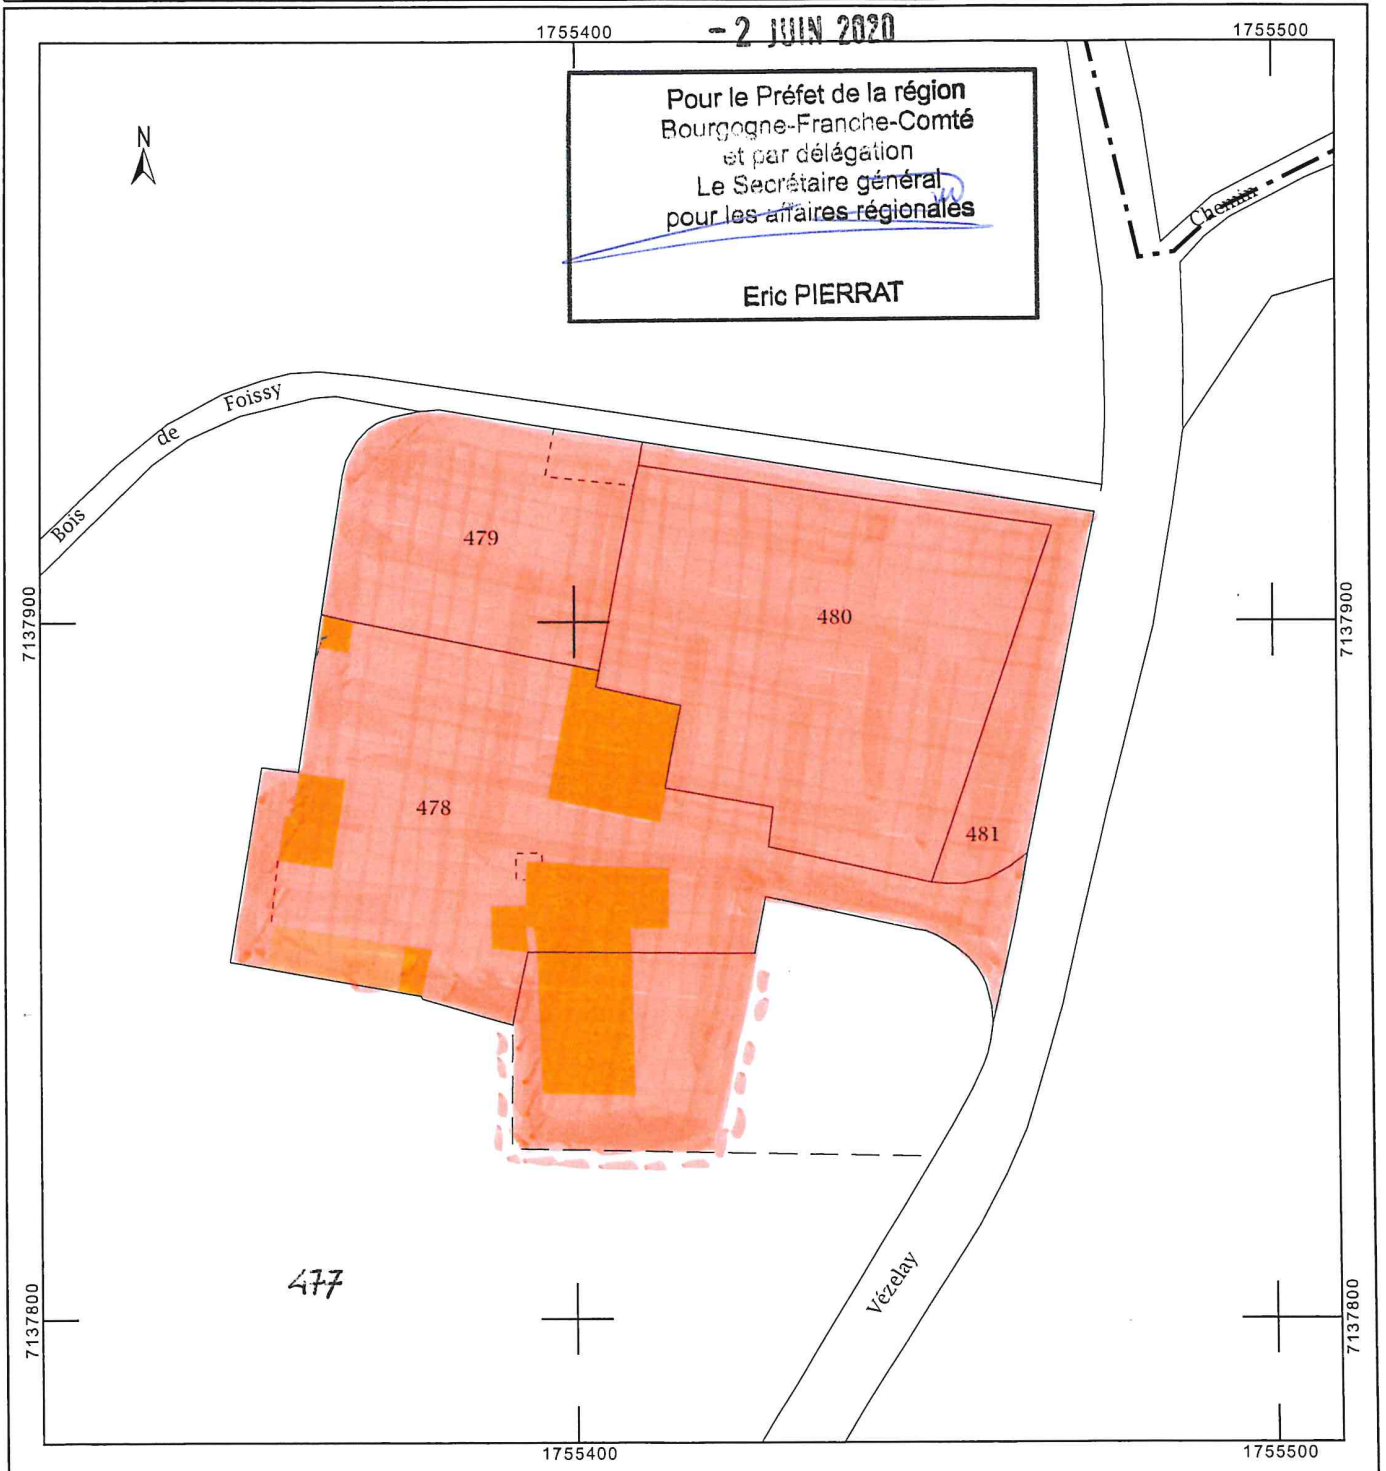 1755400
- 2 JUIN 2020
1755500
N
Pour le Préfet de la région
Bourgogne-Franche-Comté
et par délégation
Le Secrétaire général
pour les affaires régionales
Eric PIERRAT
Chemin
Foissy
de
Bois
479
480
7137900
7137900
478
481
477
Vézelay
7137800
7137800
1755400
1755500